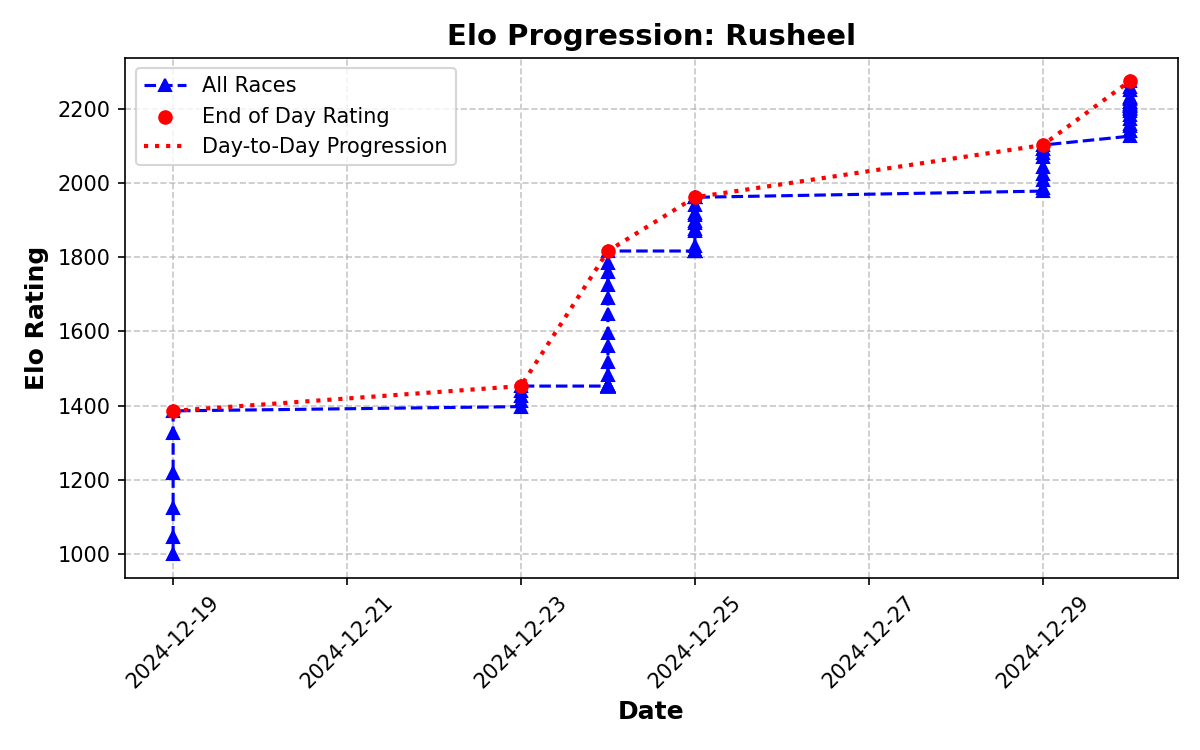 Elo Progression: Rusheel
All Races
End of Day Rating
Day-to-Day Progression
Elo Rating
2200
2000
1800
1600
1400
1200
1000
2024-12-19
2024-12-21
2024-12-23
2024-12-25
2024-12-27
2024-12-29
Date